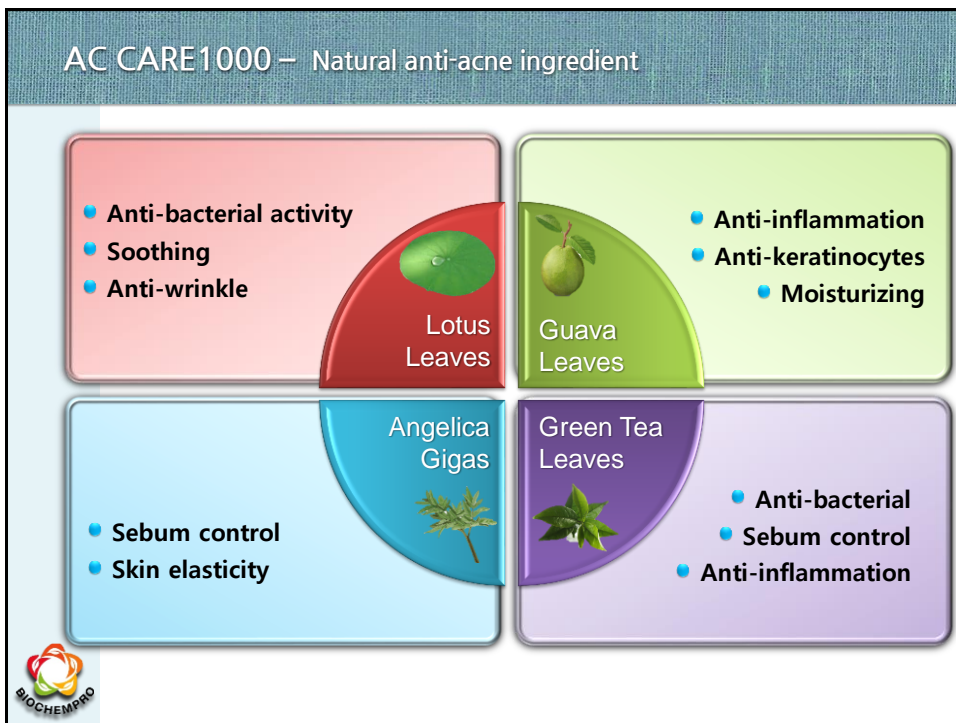 AC CARE1000 – Natural anti-acne ingredient
Anti-bacterial activity
Soothing
Anti-wrinkle
Lotus
Leaves
Guava
Leaves
Anti-inflammation
Anti-keratinocytes
Moisturizing
Angelica
Gigas
Sebum control
Skin elasticity
Green Tea
Leaves
Anti-bacterial
Sebum control
Anti-inflammation
BIOCHEMPRO